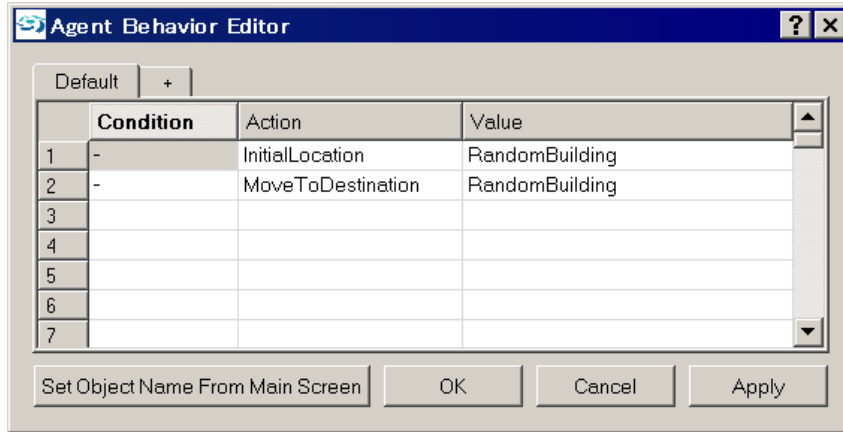 Agent Behavior Editor ? ×
Default +
Condition Action Value
1 - InitialLocation RandomBuilding
2 - MoveToDestination RandomBuilding
3
4
5
6
7
Set Object Name From Main Screen OK Cancel Apply